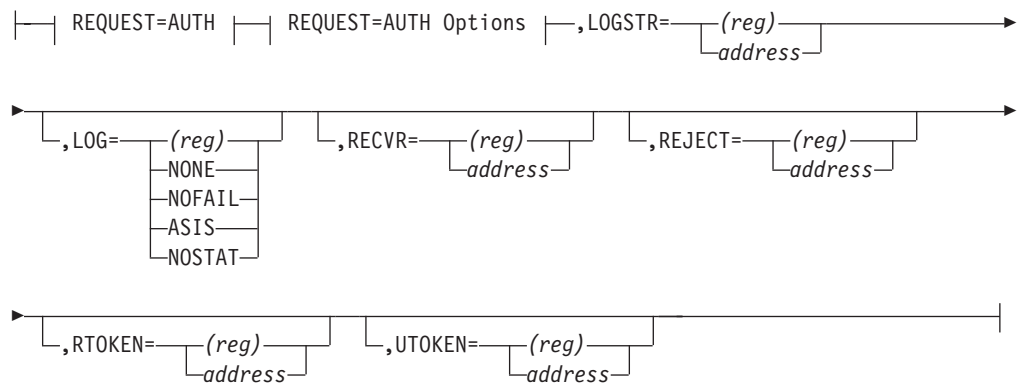 REQUEST=AUTH REQUEST=AUTH Options ,LOGSTR= (reg)
address
,LOG= (reg) ,RECVR= (reg) ,REJECT= (reg)
NONE address address
NOFAIL
ASIS
NOSTAT
,RTOKEN= (reg) ,UTOKEN= (reg)
address address